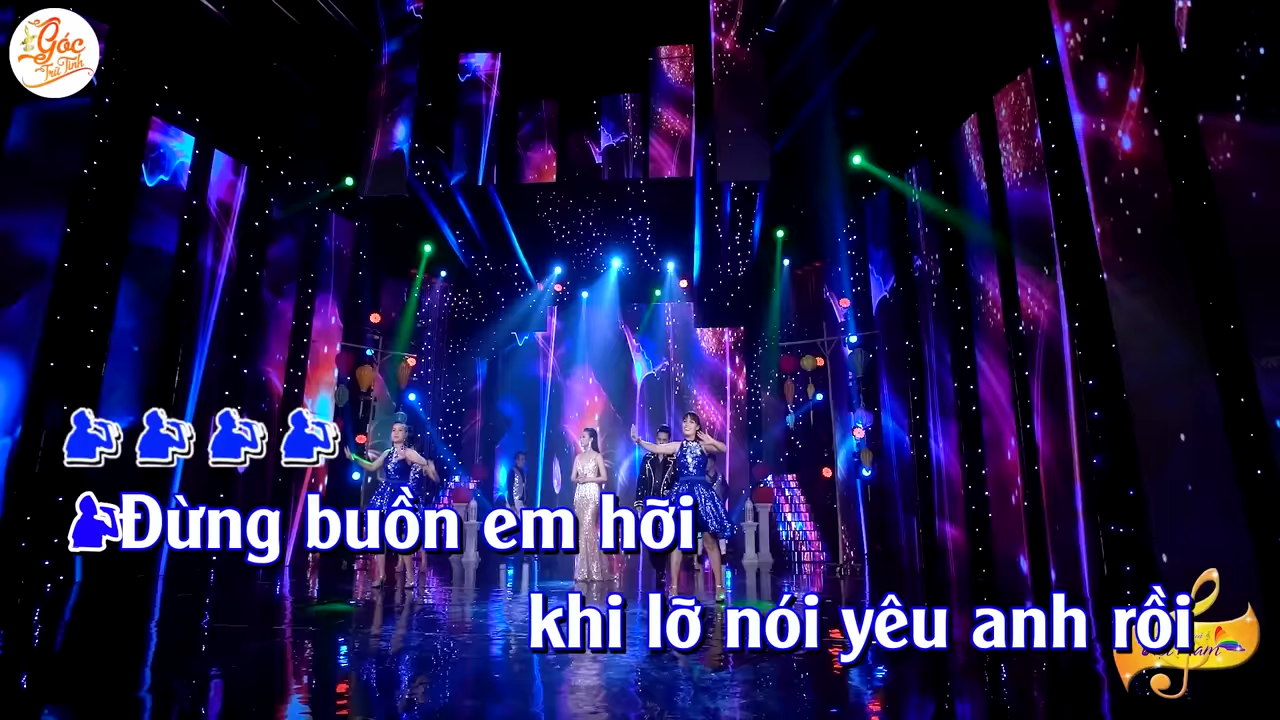 Góc
Trữ Tình
Đừng buồn em hỡi
khi lỡ nói yêu anh rồi